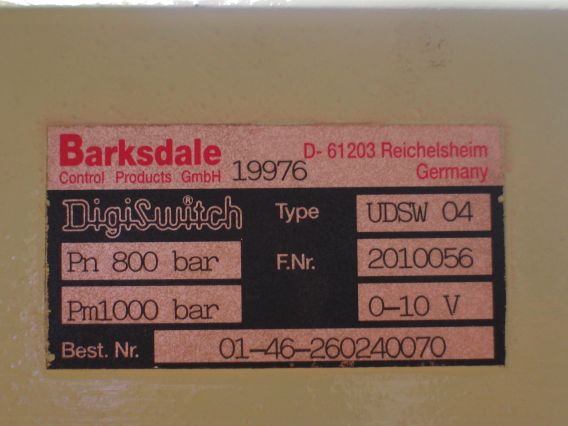 Barksdale D- 61203 Reichelsheim
Control Products GmbH 19976 Germany
DigiSwitch Type UDSW 04
Pn 800 bar F.Nr. 2010056
Pm1000 bar 0-10 V
Best. Nr. 01-46-260240070